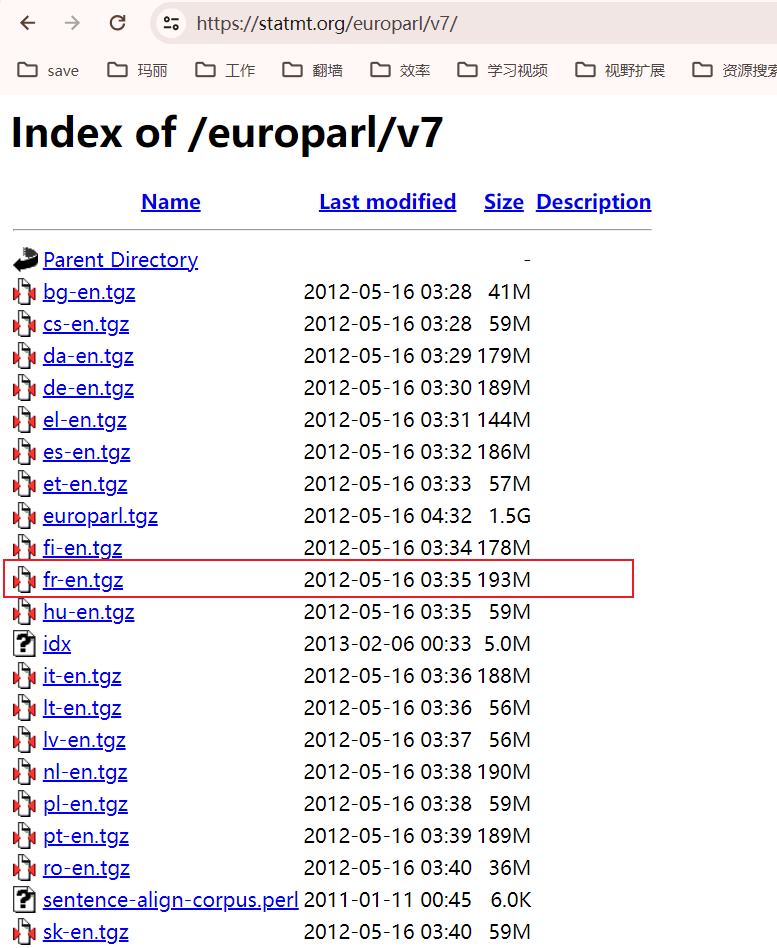 https://statmt.org/europarl/v7/
save 玛丽 工作 翻墙 效率 学习视频 视野扩展 资源搜索
Index of /europarl/v7
Name Last modified Size Description
Parent Directory -
bg-en.tgz 2012-05-16 03:28 41M
cs-en.tgz 2012-05-16 03:28 59M
da-en.tgz 2012-05-16 03:29 179M
de-en.tgz 2012-05-16 03:30 189M
el-en.tgz 2012-05-16 03:31 144M
es-en.tgz 2012-05-16 03:32 186M
et-en.tgz 2012-05-16 03:33 57M
europarl.tgz 2012-05-16 04:32 1.5G
fi-en.tgz 2012-05-16 03:34 178M
fr-en.tgz 2012-05-16 03:35 193M
hu-en.tgz 2012-05-16 03:35 59M
idx 2013-02-06 00:33 5.0M
it-en.tgz 2012-05-16 03:36 188M
lt-en.tgz 2012-05-16 03:36 56M
lv-en.tgz 2012-05-16 03:37 56M
nl-en.tgz 2012-05-16 03:38 190M
pl-en.tgz 2012-05-16 03:38 59M
pt-en.tgz 2012-05-16 03:39 189M
ro-en.tgz 2012-05-16 03:40 36M
sentence-align-corpus.perl 2011-01-11 00:45 6.0K
sk-en.tgz 2012-05-16 03:40 59M